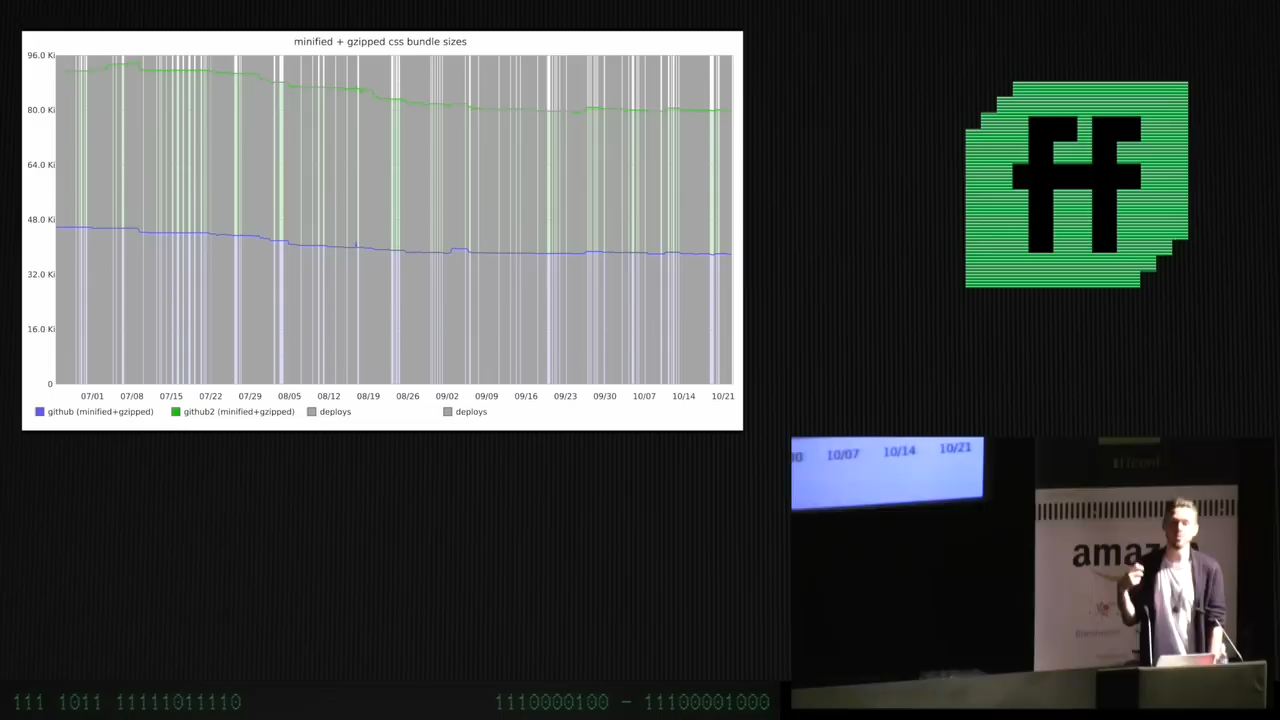 minified + gzipped css bundle sizes
96.0 Ki
80.0 Ki
64.0 Ki
48.0 Ki
32.0 Ki
16.0 Ki
0
07/01 07/08 07/15 07/22 07/29 08/05 08/12 08/19 08/26 09/02 09/09 09/16 09/23 09/30 10/07 10/14 10/21
github (minified+gzipped) github2 (minified+gzipped) deploys deploys
ff
10/07 10/14 10/21
ama
111 1011 11111011110
1110000100 - 11100001000